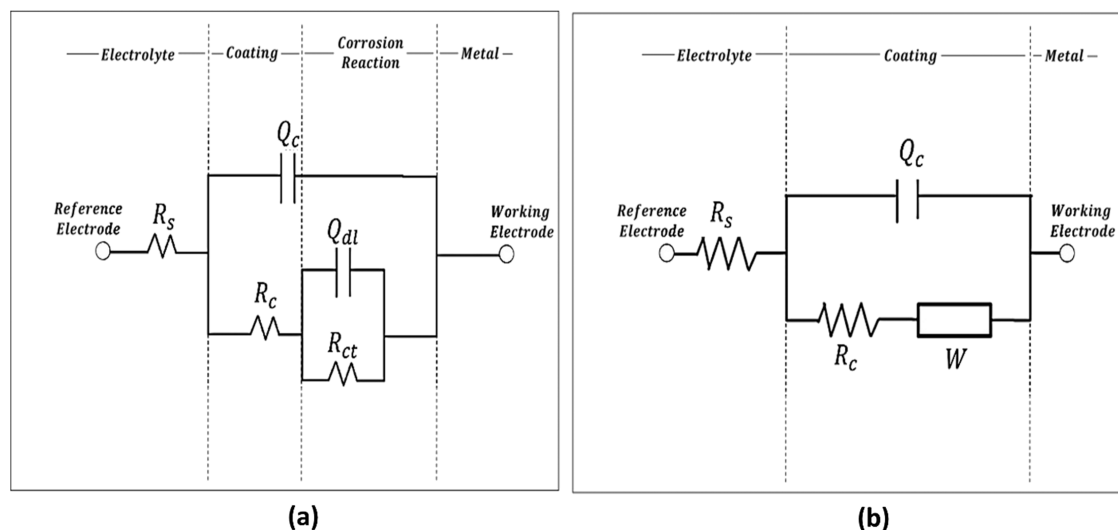 Electrolyte
Coating
Corrosion
Reaction
Metal
Q_c
Reference
Electrode
R_s
Q_dl
Working
Electrode
R_c
R_ct
(a)
Electrolyte
Coating
Metal
Q_c
Reference
Electrode
R_s
Working
Electrode
R_c
W
(b)